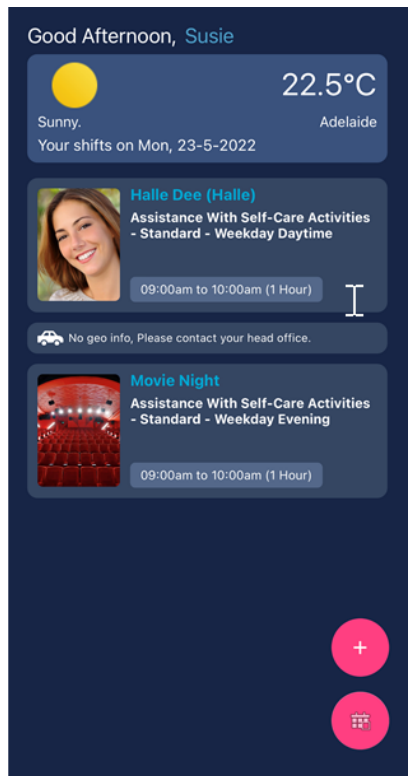 Good Afternoon, Susie
22.5°C
Sunny.
Adelaide
Your shifts on Mon, 23-5-2022
Halle Dee (Halle)
Assistance With Self-Care Activities
- Standard - Weekday Daytime
09:00am to 10:00am (1 Hour)
No geo info, Please contact your head office.
Movie Night
Assistance With Self-Care Activities
- Standard - Weekday Evening
09:00am to 10:00am (1 Hour)
+